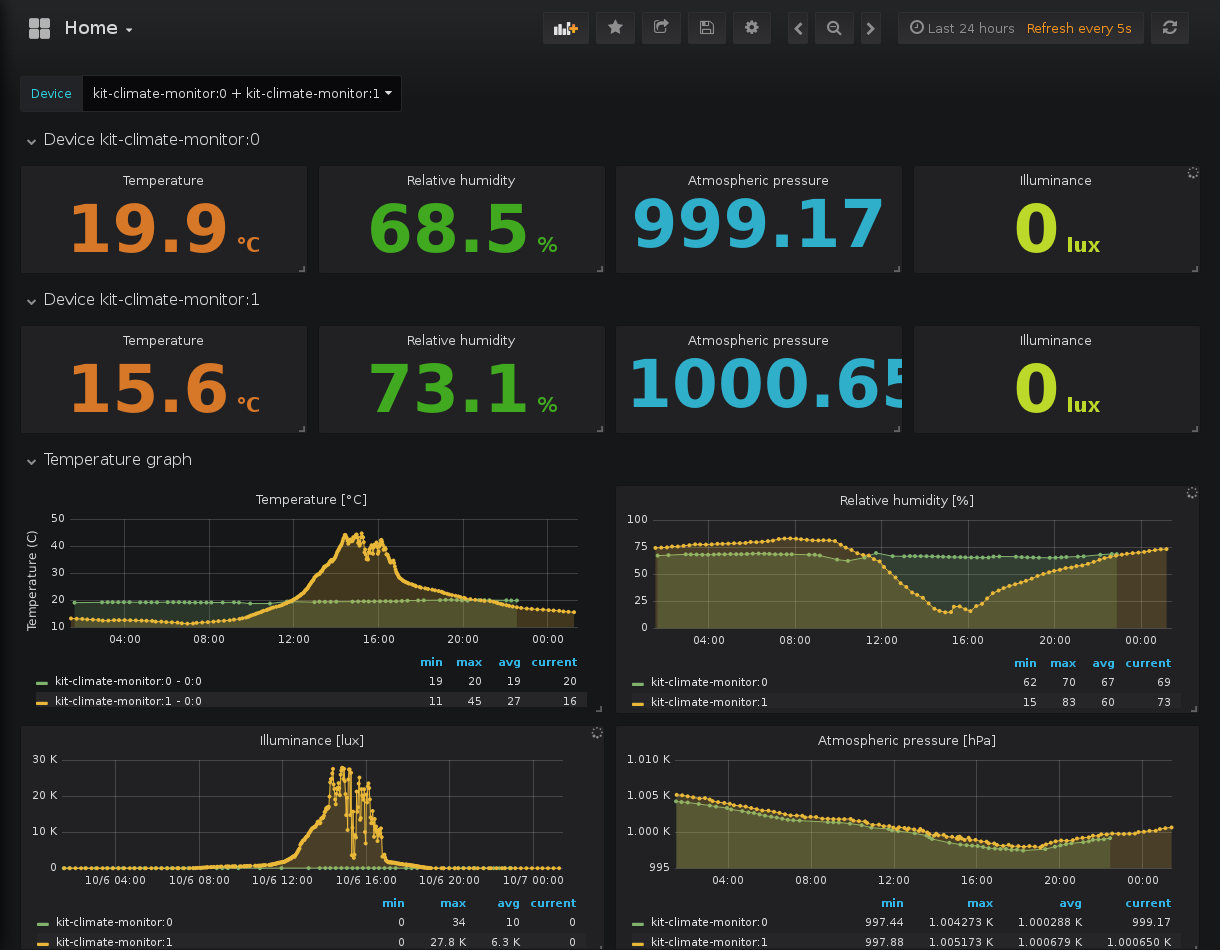 Home
Last 24 hours Refresh every 5s
Device kit-climate-monitor:0 + kit-climate-monitor:1
Device kit-climate-monitor:0
Temperature Relative humidity Atmospheric pressure Illuminance
19.9 °C 68.5 % 999.17 0 lux
Device kit-climate-monitor:1
Temperature Relative humidity Atmospheric pressure Illuminance
15.6 °C 73.1 % 1000.65 0 lux
Temperature graph
Temperature [°C]
Temperature (C)
50
40
30
20
10
04:00 08:00 12:00 16:00 20:00 00:00
min max avg current
kit-climate-monitor:0 - 0:0 19 20 19 20
kit-climate-monitor:1 - 0:0 11 45 27 16
Relative humidity [%]
100
75
50
25
0
04:00 08:00 12:00 16:00 20:00 00:00
min max avg current
kit-climate-monitor:0 62 70 67 69
kit-climate-monitor:1 15 83 60 73
Illuminance [lux]
30 K
20 K
10 K
0
10/6 04:00 10/6 08:00 10/6 12:00 10/6 16:00 10/6 20:00 10/7 00:00
min max avg current
kit-climate-monitor:0 0 34 10 0
kit-climate-monitor:1 0 27.8 K 6.3 K 0
Atmospheric pressure [hPa]
1.010 K
1.005 K
1.000 K
995
04:00 08:00 12:00 16:00 20:00 00:00
min max avg current
kit-climate-monitor:0 997.44 1.004273 K 1.000288 K 999.17
kit-climate-monitor:1 997.88 1.005173 K 1.000679 K 1.000650 K